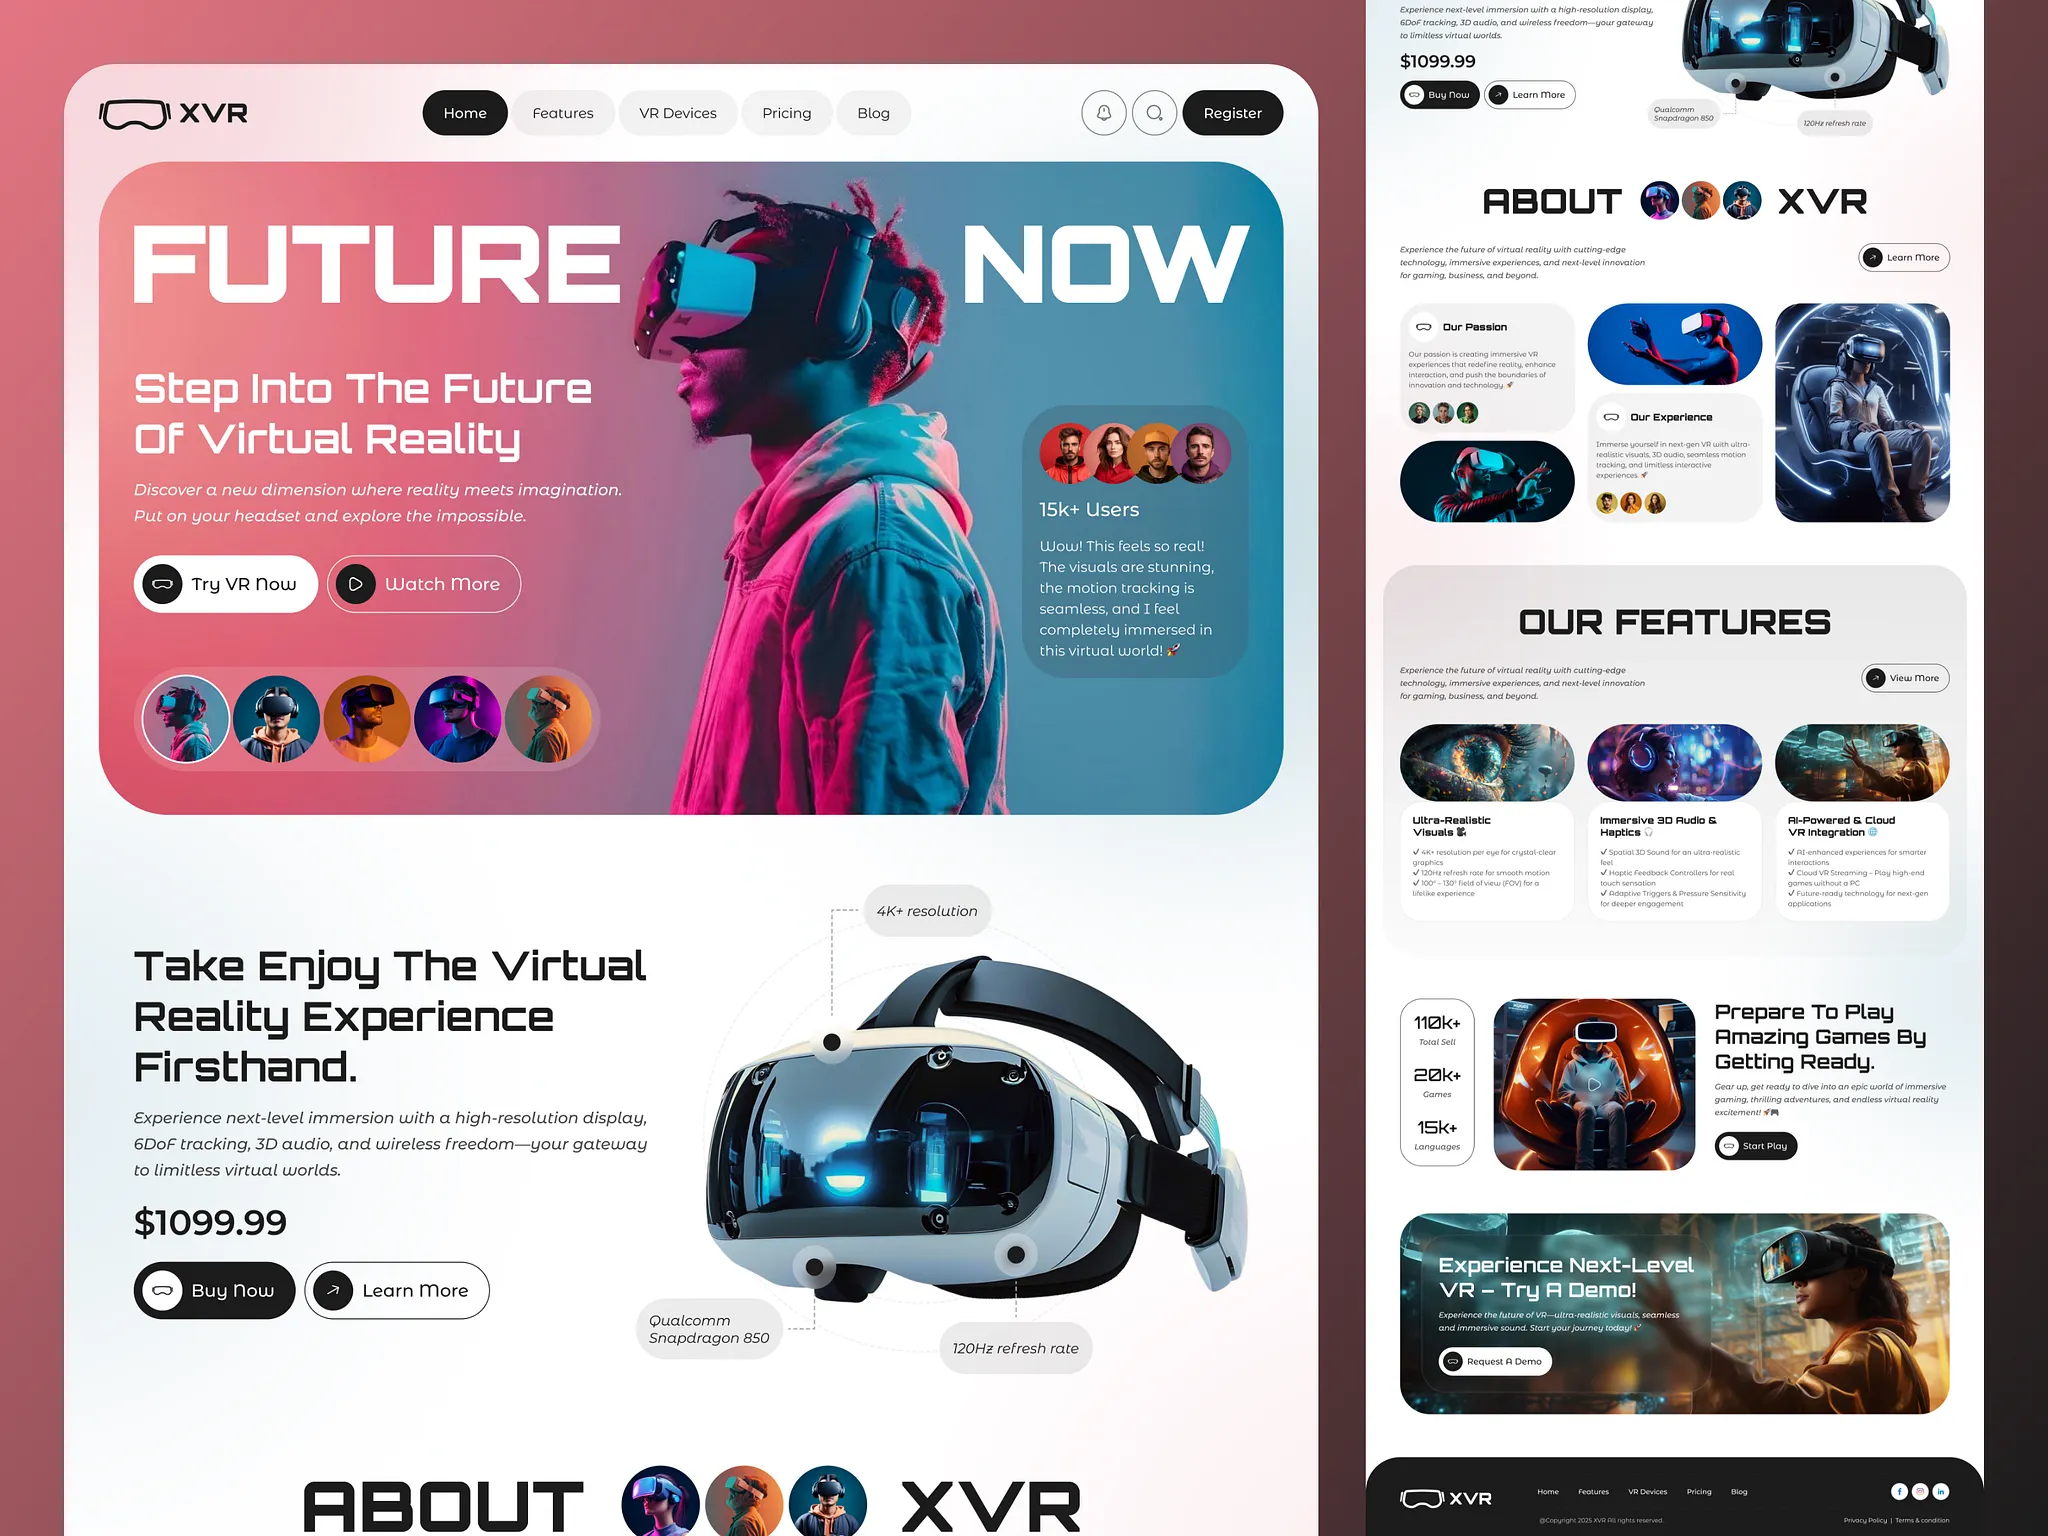 XVR
Home
Features
VR Devices
Pricing
Blog
Register
FUTURE
NOW
Step Into The Future
Of Virtual Reality
Discover a new dimension where reality meets imagination.
Put on your headset and explore the impossible.
Try VR Now
Watch More
15k+ Users
Wow! This feels so real!
The visuals are stunning,
the motion tracking is
seamless, and I feel
completely immersed in
this virtual world! 🚀
4K+ resolution
Take Enjoy The Virtual
Reality Experience
Firsthand.
Experience next-level immersion with a high-resolution display,
6DoF tracking, 3D audio, and wireless freedom—your gateway
to limitless virtual worlds.
$1099.99
Buy Now
Learn More
Qualcomm
Snapdragon 850
120Hz refresh rate
ABOUT
XVR
Experience next-level immersion with a high-resolution display,
6DoF tracking, 3D audio, and wireless freedom—your gateway
to limitless virtual worlds.
$1099.99
Buy Now
Learn More
Qualcomm
Snapdragon 850
120Hz refresh rate
ABOUT
XVR
Experience the future of virtual reality with cutting-edge
technology, immersive experiences, and next-level innovation
for gaming, business, and beyond.
Learn More
Our Passion
Our passion is creating immersive VR
experiences that redefine reality, enhance
interaction, and push the boundaries of
innovation and technology. 🚀
Our Experience
Immerse yourself in next-gen VR with ultra-
realistic visuals, 3D audio, seamless motion
tracking, and limitless interactive
experiences. 🚀
OUR FEATURES
Experience the future of virtual reality with cutting-edge
technology, immersive experiences, and next-level innovation
for gaming, business, and beyond.
View More
Ultra-Realistic
Visuals 🎥
✓ 4K+ resolution per eye for crystal-clear
graphics
✓ 120Hz refresh rate for smooth motion
✓ 100° – 130° field of view (FOV) for a
lifelike experience
Immersive 3D Audio &
Haptics 🎧
✓ Spatial 3D Sound for an ultra-realistic
feel
✓ Haptic Feedback Controllers for real
touch sensation
✓ Adaptive Triggers & Pressure Sensitivity
for deeper engagement
AI-Powered & Cloud
VR Integration 🌐
✓ AI-enhanced experiences for smarter
interactions
✓ Cloud VR Streaming – Play high-end
games without a PC
✓ Future-ready technology for next-gen
applications
110k+
Total Sell
20k+
Games
15k+
Languages
Prepare To Play
Amazing Games By
Getting Ready.
Gear up, get ready to dive into an epic world of immersive
gaming, thrilling adventures, and endless virtual reality
excitement! 🚀🎮
Start Play
Experience Next-Level
VR – Try A Demo!
Experience the future of VR—ultra-realistic visuals, seamless
and immersive sound. Start your journey today! 🚀
Request A Demo
XVR
Home
Features
VR Devices
Pricing
Blog
@Copyright 2025 XVR All rights reserved.
Privacy Policy | Terms & condition